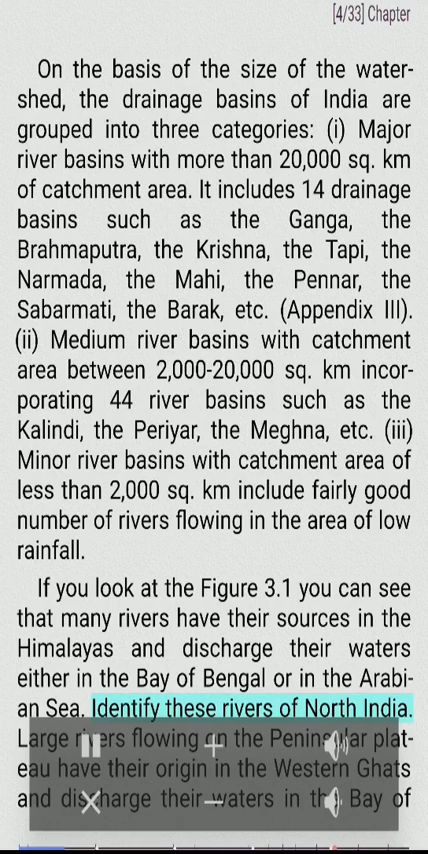 [4/33] Chapter
On the basis of the size of the water-
shed, the drainage basins of India are
grouped into three categories: (i) Major
river basins with more than 20,000 sq. km
of catchment area. It includes 14 drainage
basins such as the Ganga, the
Brahmaputra, the Krishna, the Tapi, the
Narmada, the Mahi, the Pennar, the
Sabarmati, the Barak, etc. (Appendix III).
(ii) Medium river basins with catchment
area between 2,000-20,000 sq. km incor-
porating 44 river basins such as the
Kalindi, the Periyar, the Meghna, etc. (iii)
Minor river basins with catchment area of
less than 2,000 sq. km include fairly good
number of rivers flowing in the area of low
rainfall.
If you look at the Figure 3.1 you can see
that many rivers have their sources in the
Himalayas and discharge their waters
either in the Bay of Bengal or in the Arabi-
an Sea. Identify these rivers of North India.
Large rivers flowing on the Peninsular plat-
eau have their origin in the Western Ghats
and discharge their waters in the Bay of